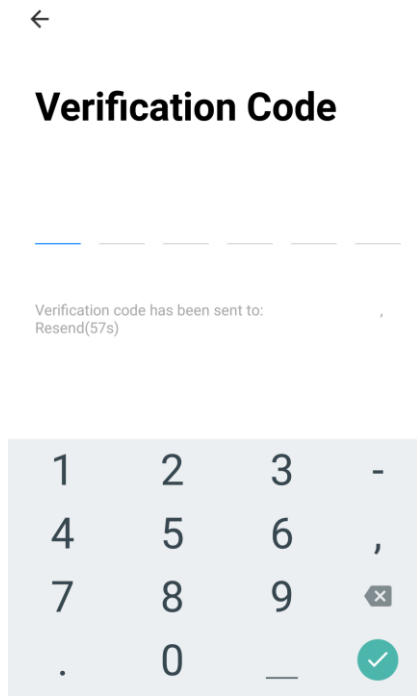 Verification Code
Verification code has been sent to: ,
Resend(57s)
1 2 3 -
4 5 6 ,
7 8 9
. 0 _